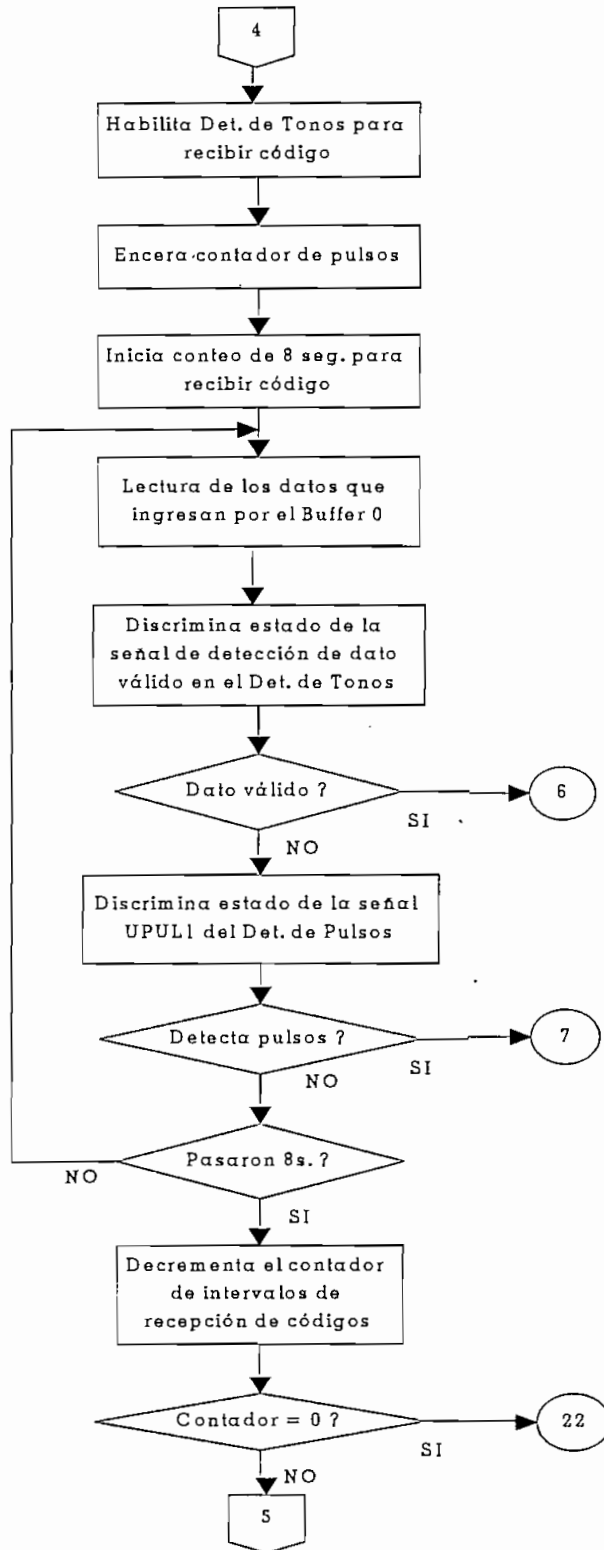 4
Habilita Det. de Tonos para
recibir código
Encera contador de pulsos
Inicia conteo de 8 seg. para
recibir código
Lectura de los datos que
ingresan por el Buffer 0
Discrimina estado de la
señal de detección de dato
válido en el Det. de Tonos
Dato válido ?
SI
6
NO
Discrimina estado de la señal
UPUL1 del Det. de Pulsos
Detecta pulsos ?
SI
7
NO
Pasaron 8s. ?
NO
SI
Decrementa el contador
de intervalos de
recepción de códigos
Contador = 0 ?
SI
22
NO
5